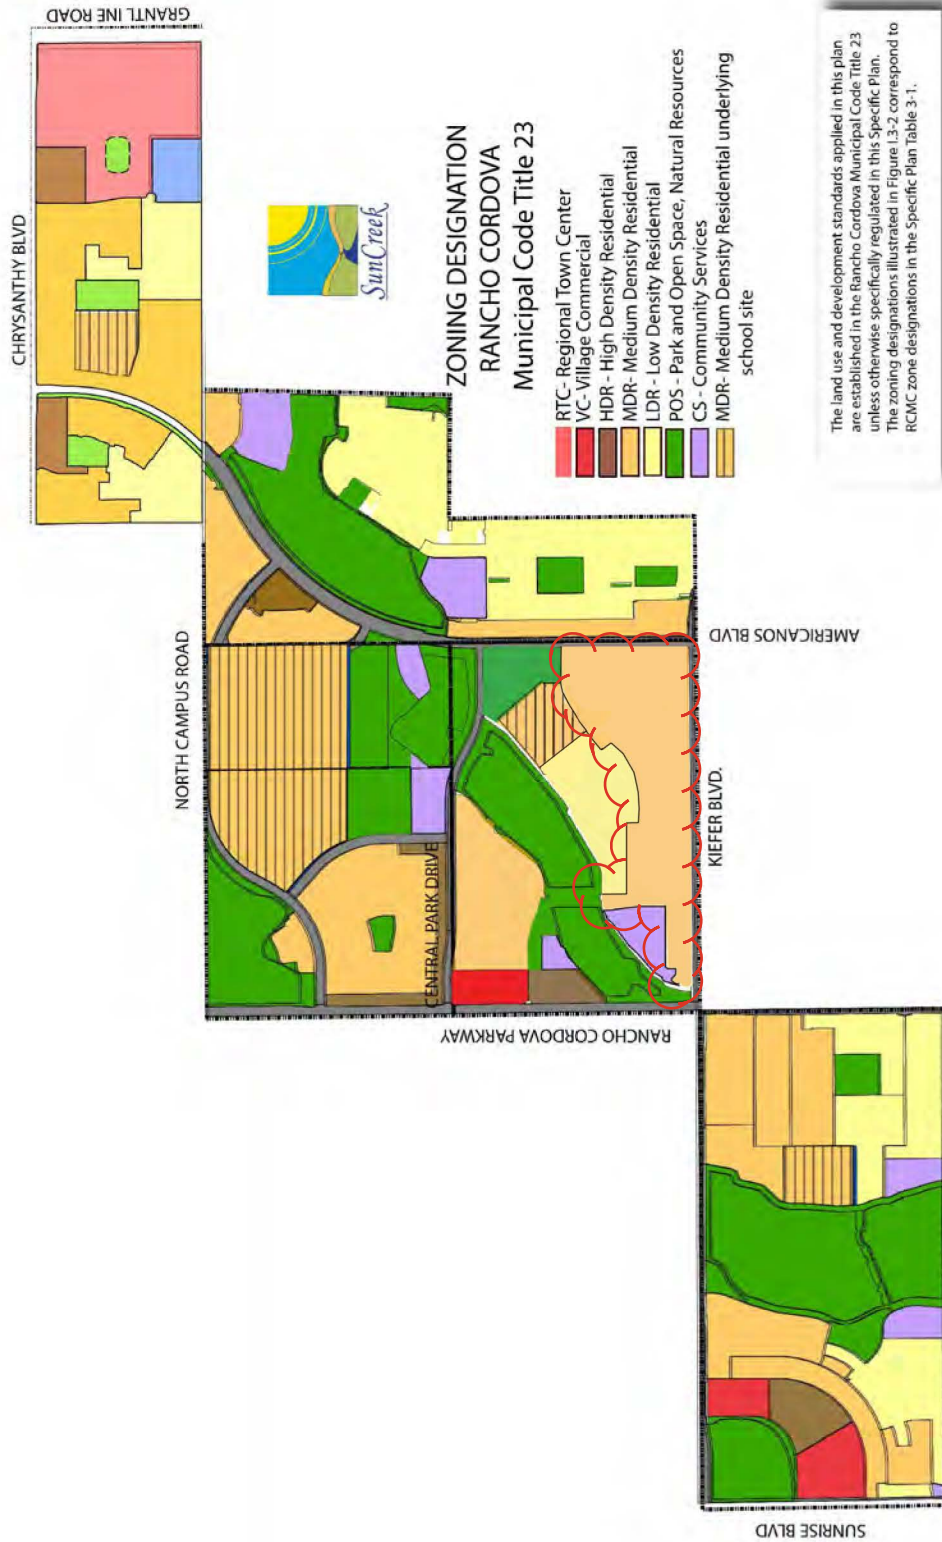 GRANTLINE ROAD
CHRYSANTHY BLVD
SunCreek
ZONING DESIGNATION
RANCHO CORDOVA
Municipal Code Title 23
RTC- Regional Town Center
VC- Village Commercial
HDR - High Density Residential
MDR- Medium Density Residential
LDR - Low Density Residential
POS - Park and Open Space, Natural Resources
CS - Community Services
MDR- Medium Density Residential underlying
school site
The land use and development standards applied in this plan
are established in the Rancho Cordova Municipal Code Title 23
unless otherwise specifically regulated in this Specific Plan.
The zoning designations illustrated in Figure I.3-2 correspond to
RCMC zone designations in the Specific Plan Table 3-1.
NORTH CAMPUS ROAD
AMERICANOS BLVD
CENTRAL PARK DRIVE
KIEFER BLVD.
RANCHO CORDOVA PARKWAY
SUNRISE BLVD